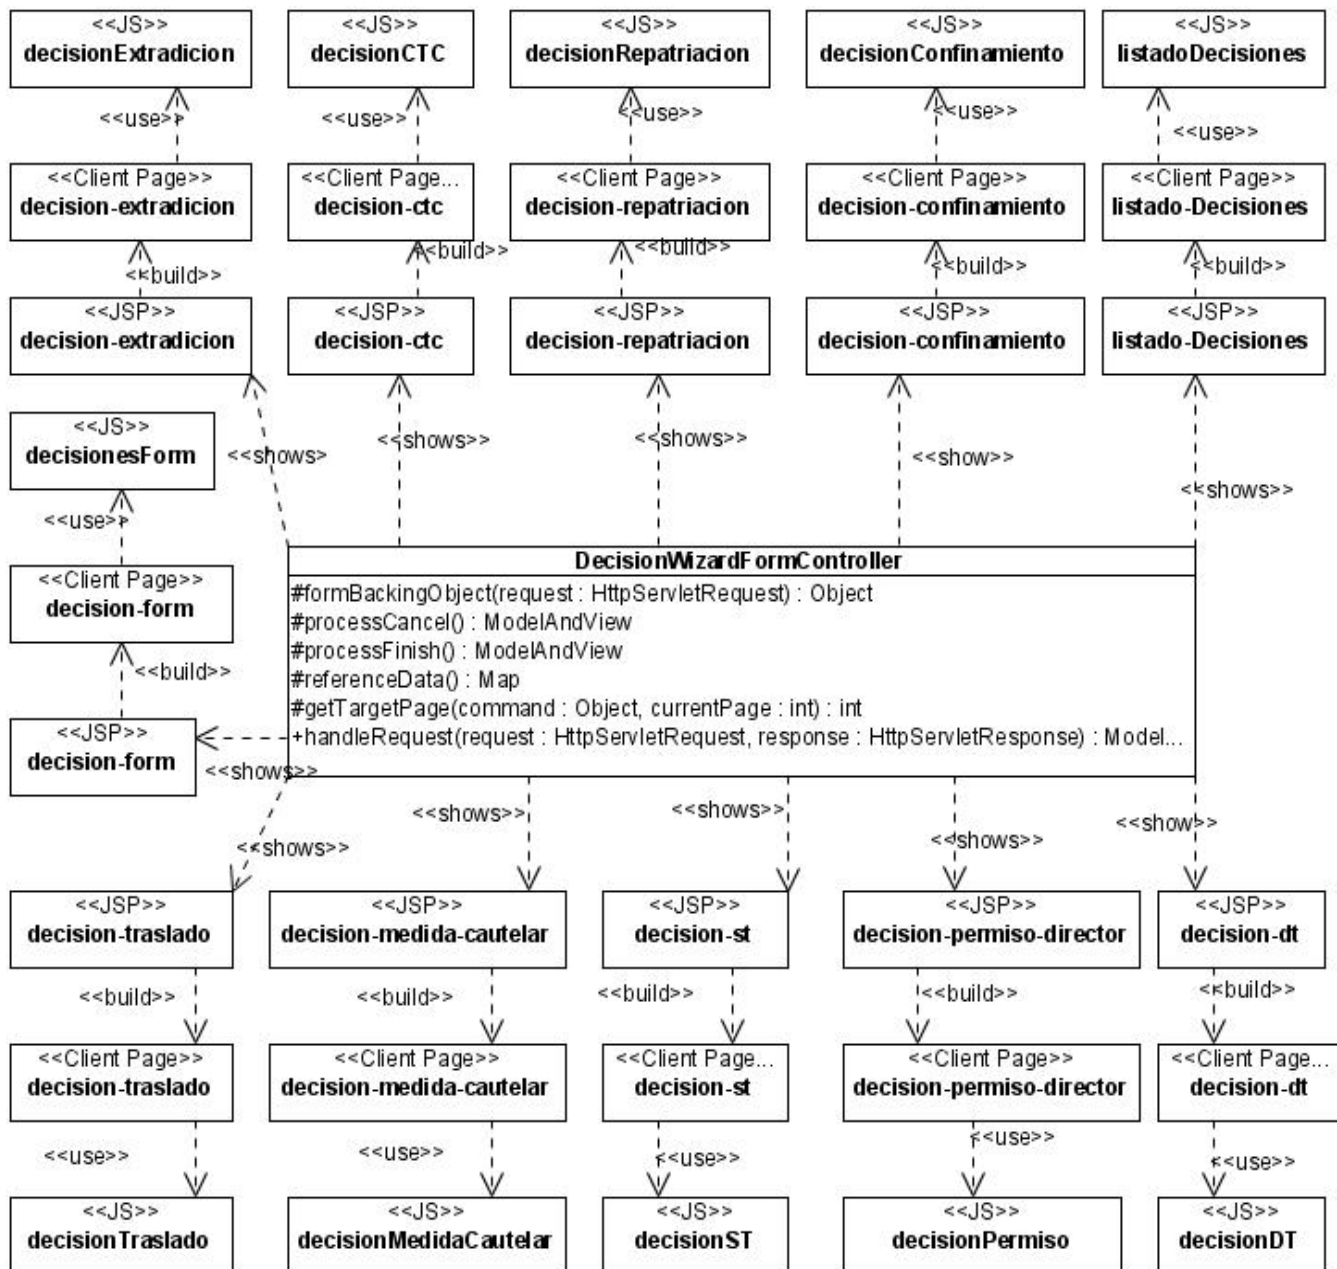 <<JS>>
decisionExtradicion
<<JS>>
decisionCTC
<<JS>>
decisionRepatriacion
<<JS>>
decisionConfinamiento
<<JS>>
listadoDecisiones
<<use>>
<<use>>
<<use>>
<<use>>
<<use>>
<<Client Page>>
decision-extradicion
<<Client Page...
decision-ctc
<<Client Page>>
decision-repatriacion
<<Client Page>>
decision-confinamiento
<<Client Page>>
listado-Decisiones
<<build>>
<<build>>
<<build>>
<<build>>
<<build>>
<<JSP>>
decision-extradicion
<<JSP>>
decision-ctc
<<JSP>>
decision-repatriacion
<<JSP>>
decision-confinamiento
<<JSP>>
listado-Decisiones
<<shows>
<<shows>>
<<shows>>
<<show>>
<<shows>>
<<JS>>
decisionesForm
<<use>>
<<Client Page>>
decision-form
<<build>>
<<JSP>>
decision-form
<<shows>>
DecisionWizardFormController
#formBackingObject(request : HttpServletRequest) : Object
#processCancel() : ModelAndView
#processFinish() : ModelAndView
#referenceData() : Map
#getTargetPage(command : Object, currentPage : int) : int
+handleRequest(request : HttpServletRequest, response : HttpServletResponse) : Model...
<<shows>>
<<shows>>
<<shows>>
<<shows>>
<<show>>
<<JSP>>
decision-traslado
<<JSP>>
decision-medida-cautelar
<<JSP>>
decision-st
<<JSP>>
decision-permiso-director
<<JSP>>
decision-dt
<<build>>
<<build>>
<<build>>
<<build>>
<<build>>
<<Client Page>>
decision-traslado
<<Client Page>>
decision-medida-cautelar
<<Client Page...
decision-st
<<Client Page>>
decision-permiso-director
<<Client Page...
decision-dt
<<use>>
<<use>>
<<use>>
<<use>>
<<use>>
<<JS>>
decisionTraslado
<<JS>>
decisionMedidaCautelar
<<JS>>
decisionST
<<JS>>
decisionPermiso
<<JS>>
decisionDT